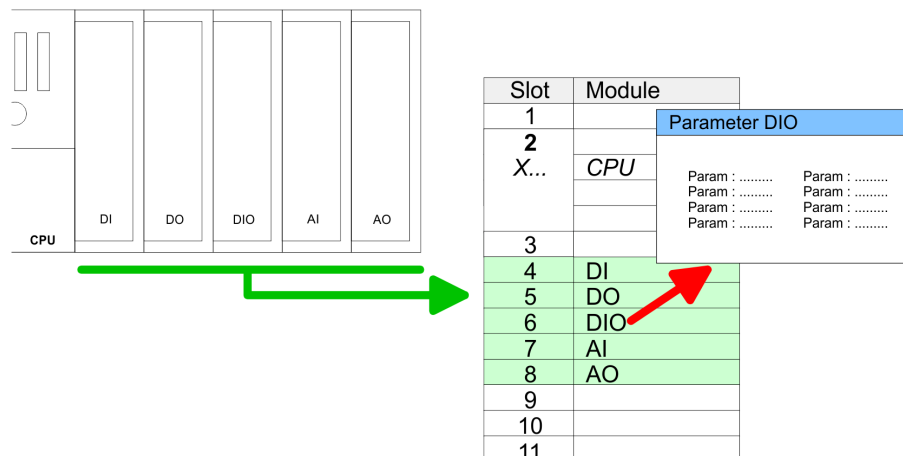 DI DO DIO AI AO
CPU
Slot Module
1
2
X... CPU
3
4 DI
5 DO
6 DIO
7 AI
8 AO
9
10
11
Parameter DIO
Param : ......... Param : .........
Param : ......... Param : .........
Param : ......... Param : .........
Param : ......... Param : .........